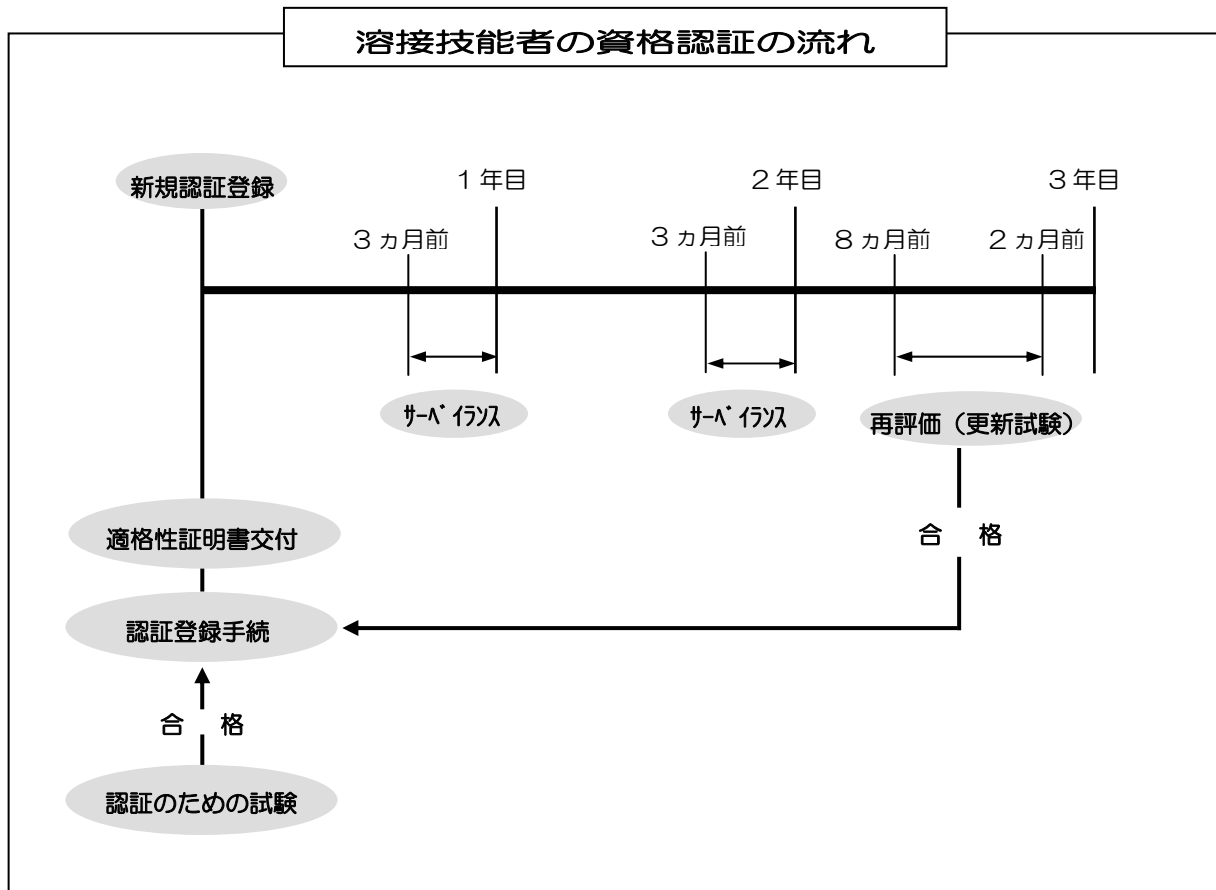 溶接技能者の資格認証の流れ
新規認証登録
1年目
2年目
3年目
3ヵ月前
3ヵ月前
8ヵ月前
2ヵ月前
ｻｰﾍﾞｲﾗﾝｽ
ｻｰﾍﾞｲﾗﾝｽ
再評価（更新試験）
適格性証明書交付
合　格
認証登録手続
合　格
認証のための試験